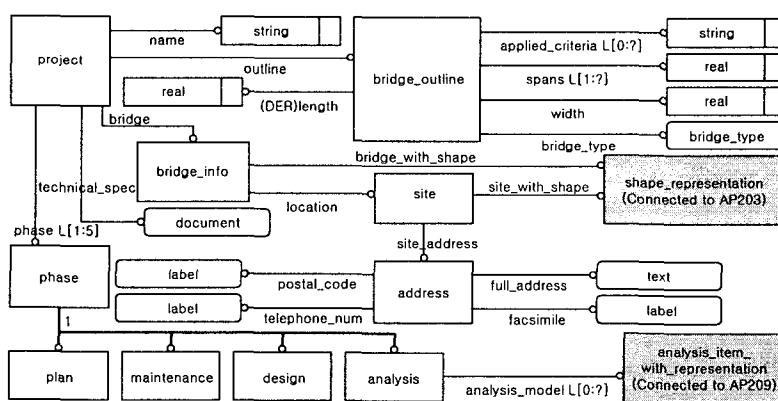 project
name
string
outline
real
(DER)length
bridge_outline
applied_criteria L[0:?]
string
spans L[1:?]
real
width
real
bridge_type
bridge_type
bridge
bridge_info
bridge_with_shape
technical_spec
document
location
site
site_with_shape
shape_representation
(Connected to AP203)
phase L[1:5]
site_address
phase
label
postal_code
address
full_address
text
label
telephone_num
facsimile
label
1
plan
maintenance
design
analysis
analysis_model L[0:?]
analysis_item_
with_representation
(Connected to AP209)